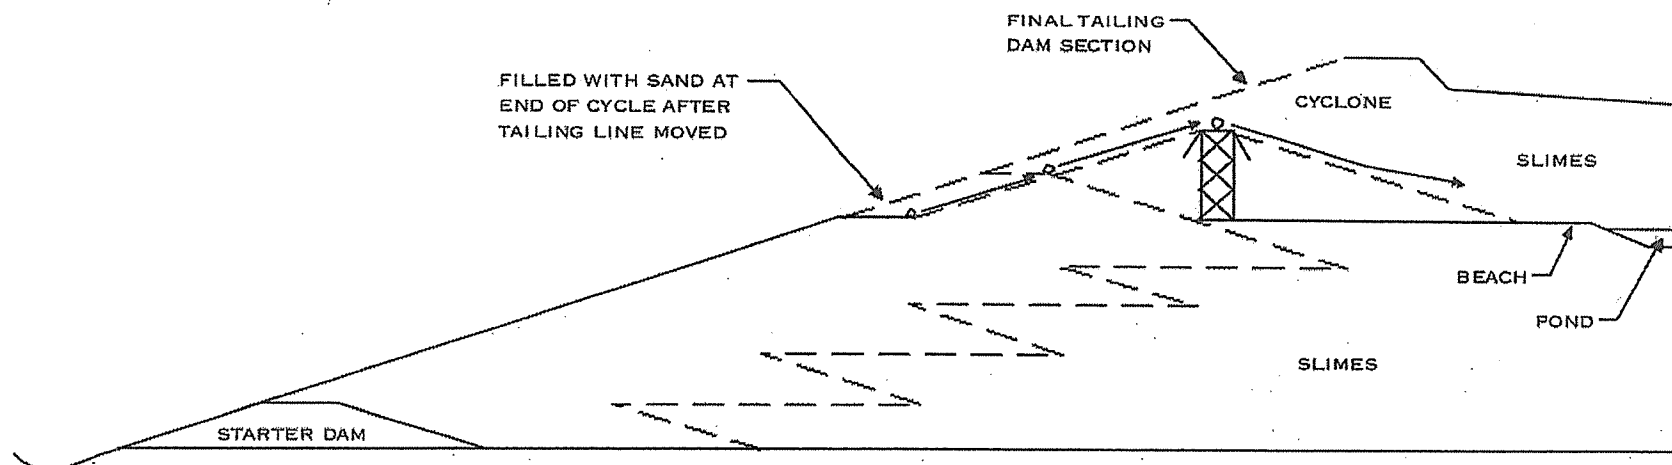 FINAL TAILING
DAM SECTION
FILLED WITH SAND AT
END OF CYCLE AFTER
TAILING LINE MOVED
CYCLONE
SLIMES
BEACH
POND
SLIMES
STARTER DAM